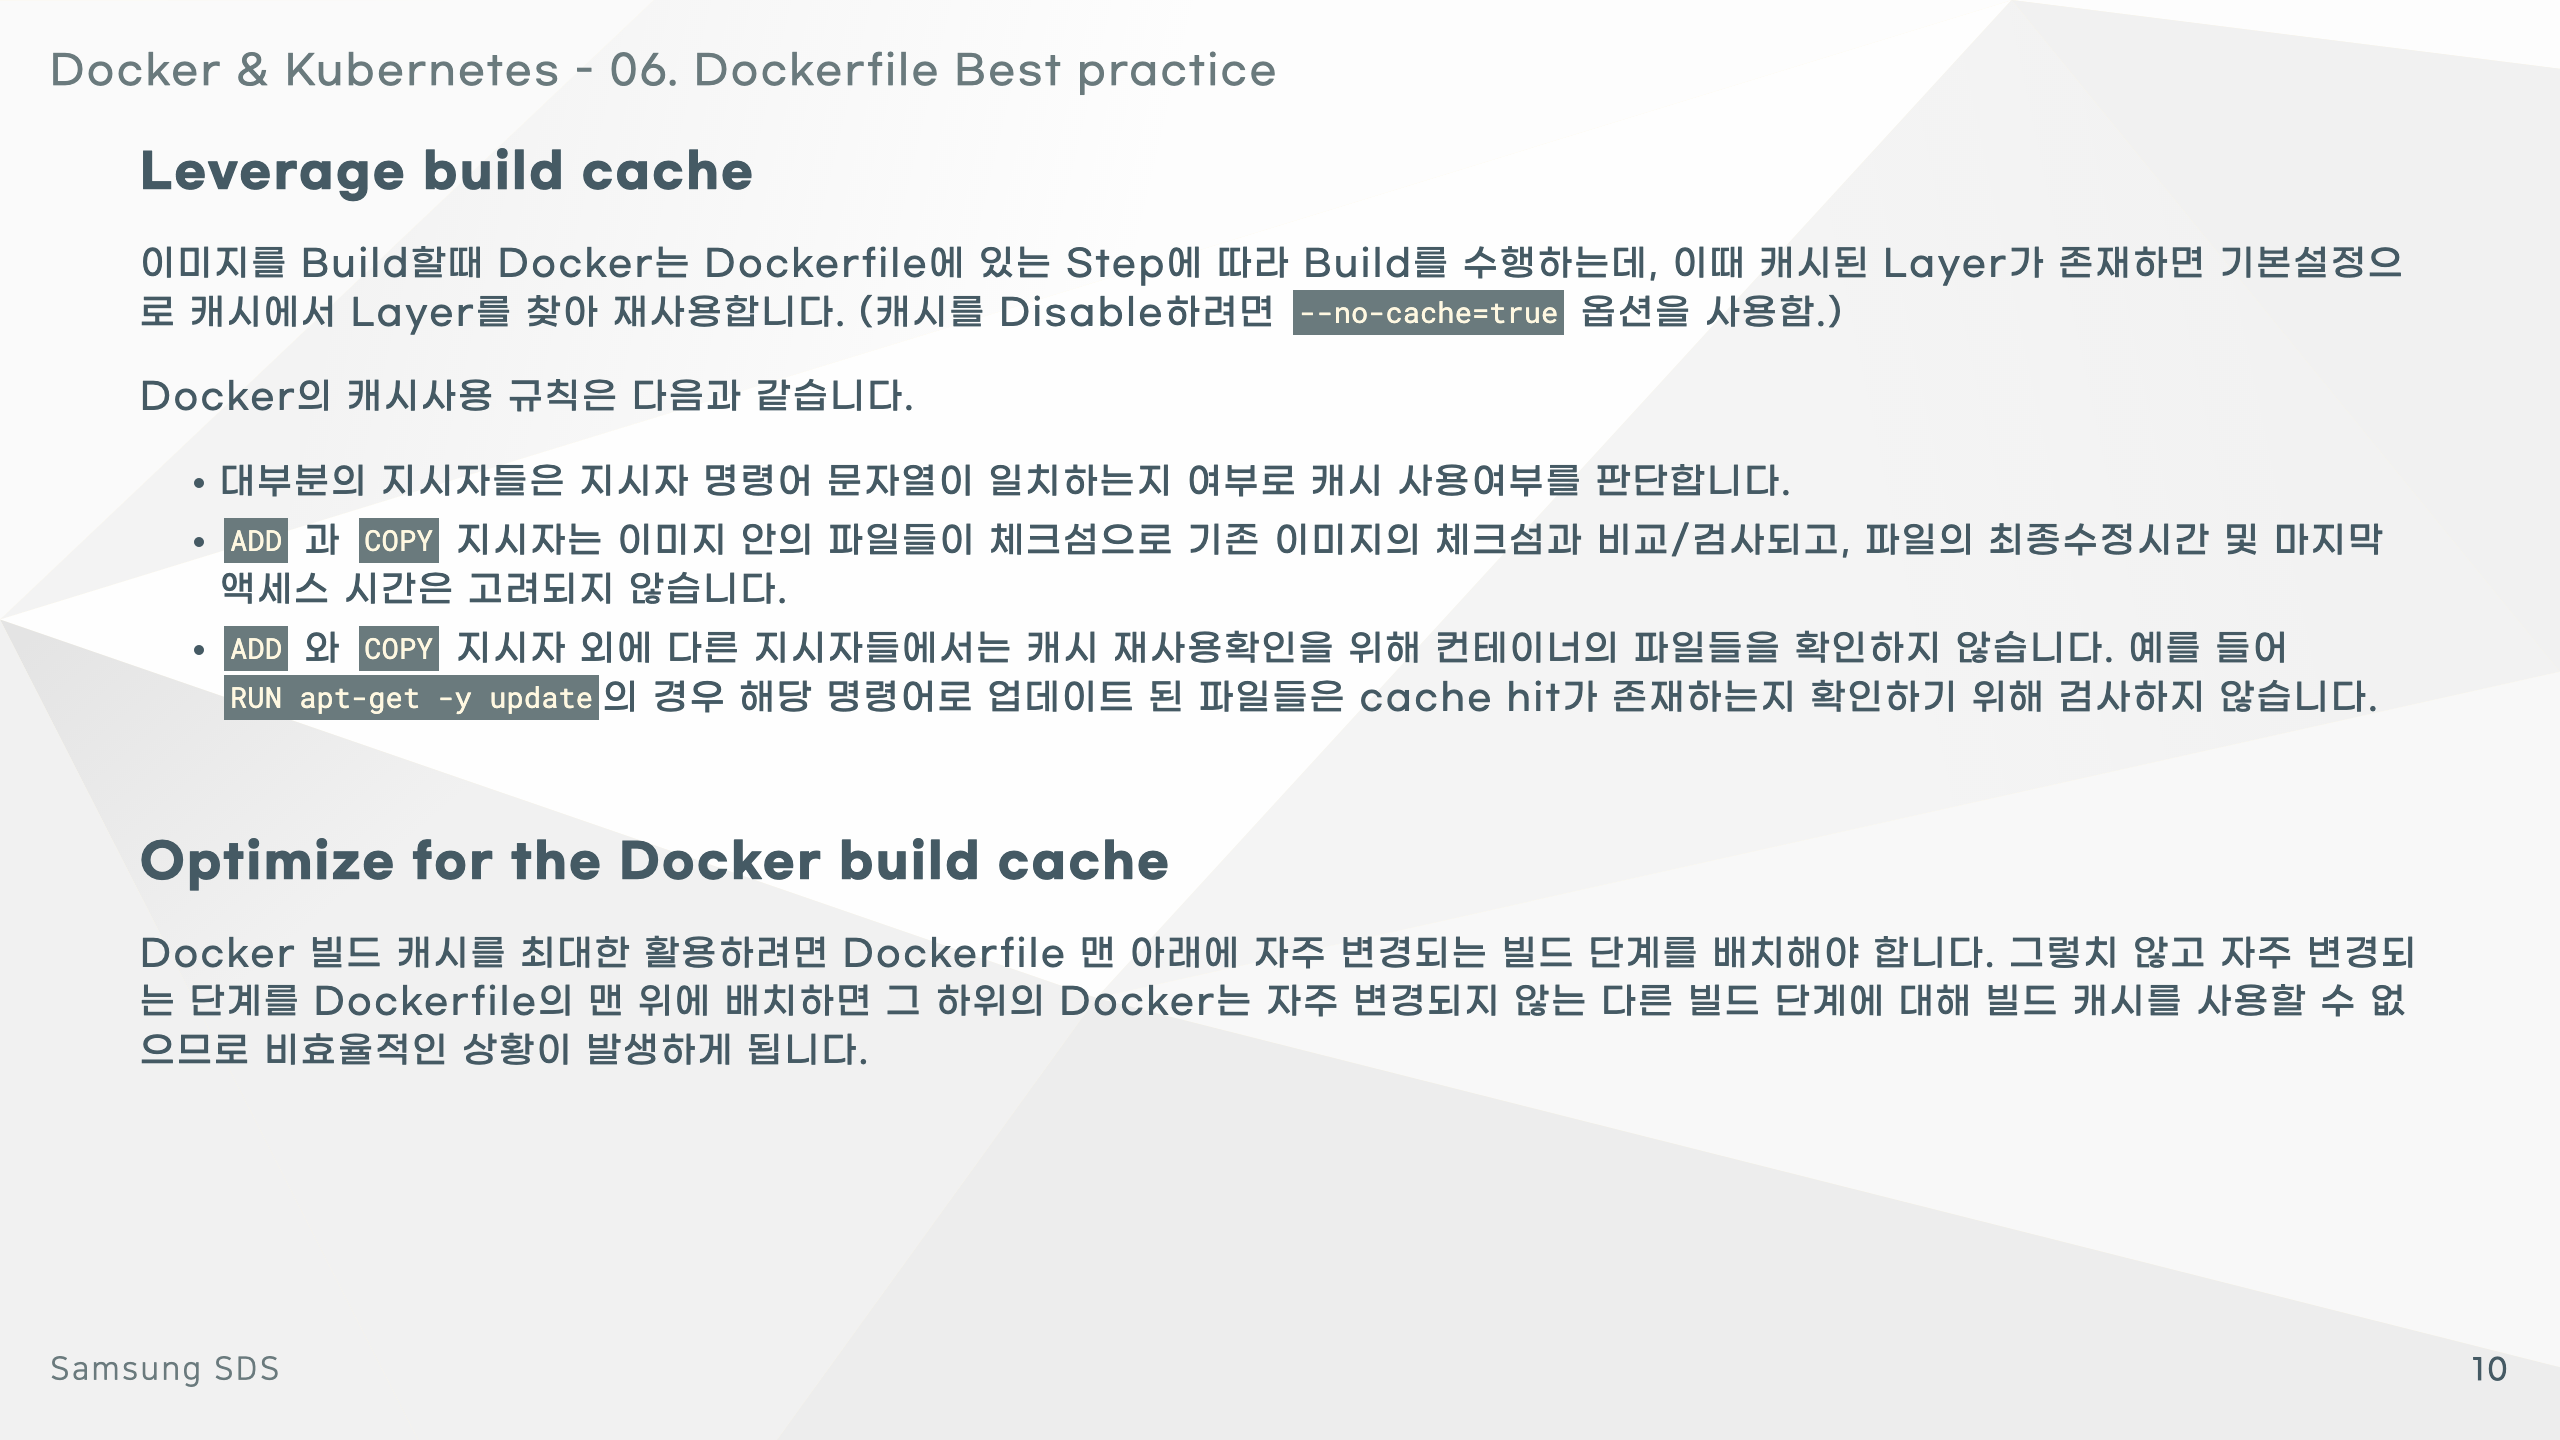 Docker & Kubernetes - 06. Dockerfile Best practice
Leverage build cache
이미지를 Build할때 Docker는 Dockerfile에 있는 Step에 따라 Build를 수행하는데, 이때 캐시된 Layer가 존재하면 기본설정으
로 캐시에서 Layer를 찾아 재사용합니다. (캐시를 Disable하려면 --no-cache=true 옵션을 사용함.)
Docker의 캐시사용 규칙은 다음과 같습니다.
• 대부분의 지시자들은 지시자 명령어 문자열이 일치하는지 여부로 캐시 사용여부를 판단합니다.
• ADD 과 COPY 지시자는 이미지 안의 파일들이 체크섬으로 기존 이미지의 체크섬과 비교/검사되고, 파일의 최종수정시간 및 마지막
액세스 시간은 고려되지 않습니다.
• ADD 와 COPY 지시자 외에 다른 지시자들에서는 캐시 재사용확인을 위해 컨테이너의 파일들을 확인하지 않습니다. 예를 들어
RUN apt-get -y update의 경우 해당 명령어로 업데이트 된 파일들은 cache hit가 존재하는지 확인하기 위해 검사하지 않습니다.
Optimize for the Docker build cache
Docker 빌드 캐시를 최대한 활용하려면 Dockerfile 맨 아래에 자주 변경되는 빌드 단계를 배치해야 합니다. 그렇치 않고 자주 변경되
는 단계를 Dockerfile의 맨 위에 배치하면 그 하위의 Docker는 자주 변경되지 않는 다른 빌드 단계에 대해 빌드 캐시를 사용할 수 없
으므로 비효율적인 상황이 발생하게 됩니다.
Samsung SDS
10